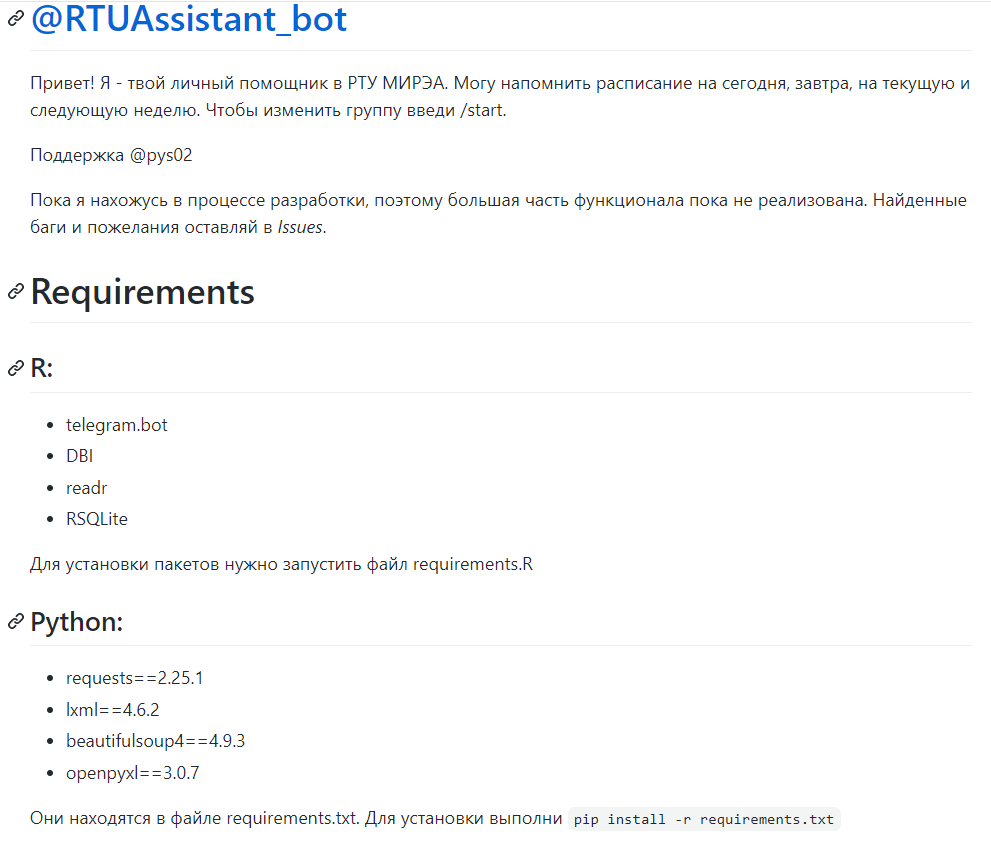 @RTUAssistant_bot
Привет! Я - твой личный помощник в РТУ МИРЭА. Могу напомнить расписание на сегодня, завтра, на текущую и
следующую неделю. Чтобы изменить группу введи /start.
Поддержка @pys02
Пока я нахожусь в процессе разработки, поэтому большая часть функционала пока не реализована. Найденные
баги и пожелания оставляй в Issues.
Requirements
R:
telegram.bot
DBI
readr
RSQLite
Для установки пакетов нужно запустить файл requirements.R
Python:
requests==2.25.1
lxml==4.6.2
beautifulsoup4==4.9.3
openpyxl==3.0.7
Они находятся в файле requirements.txt. Для установки выполни pip install -r requirements.txt